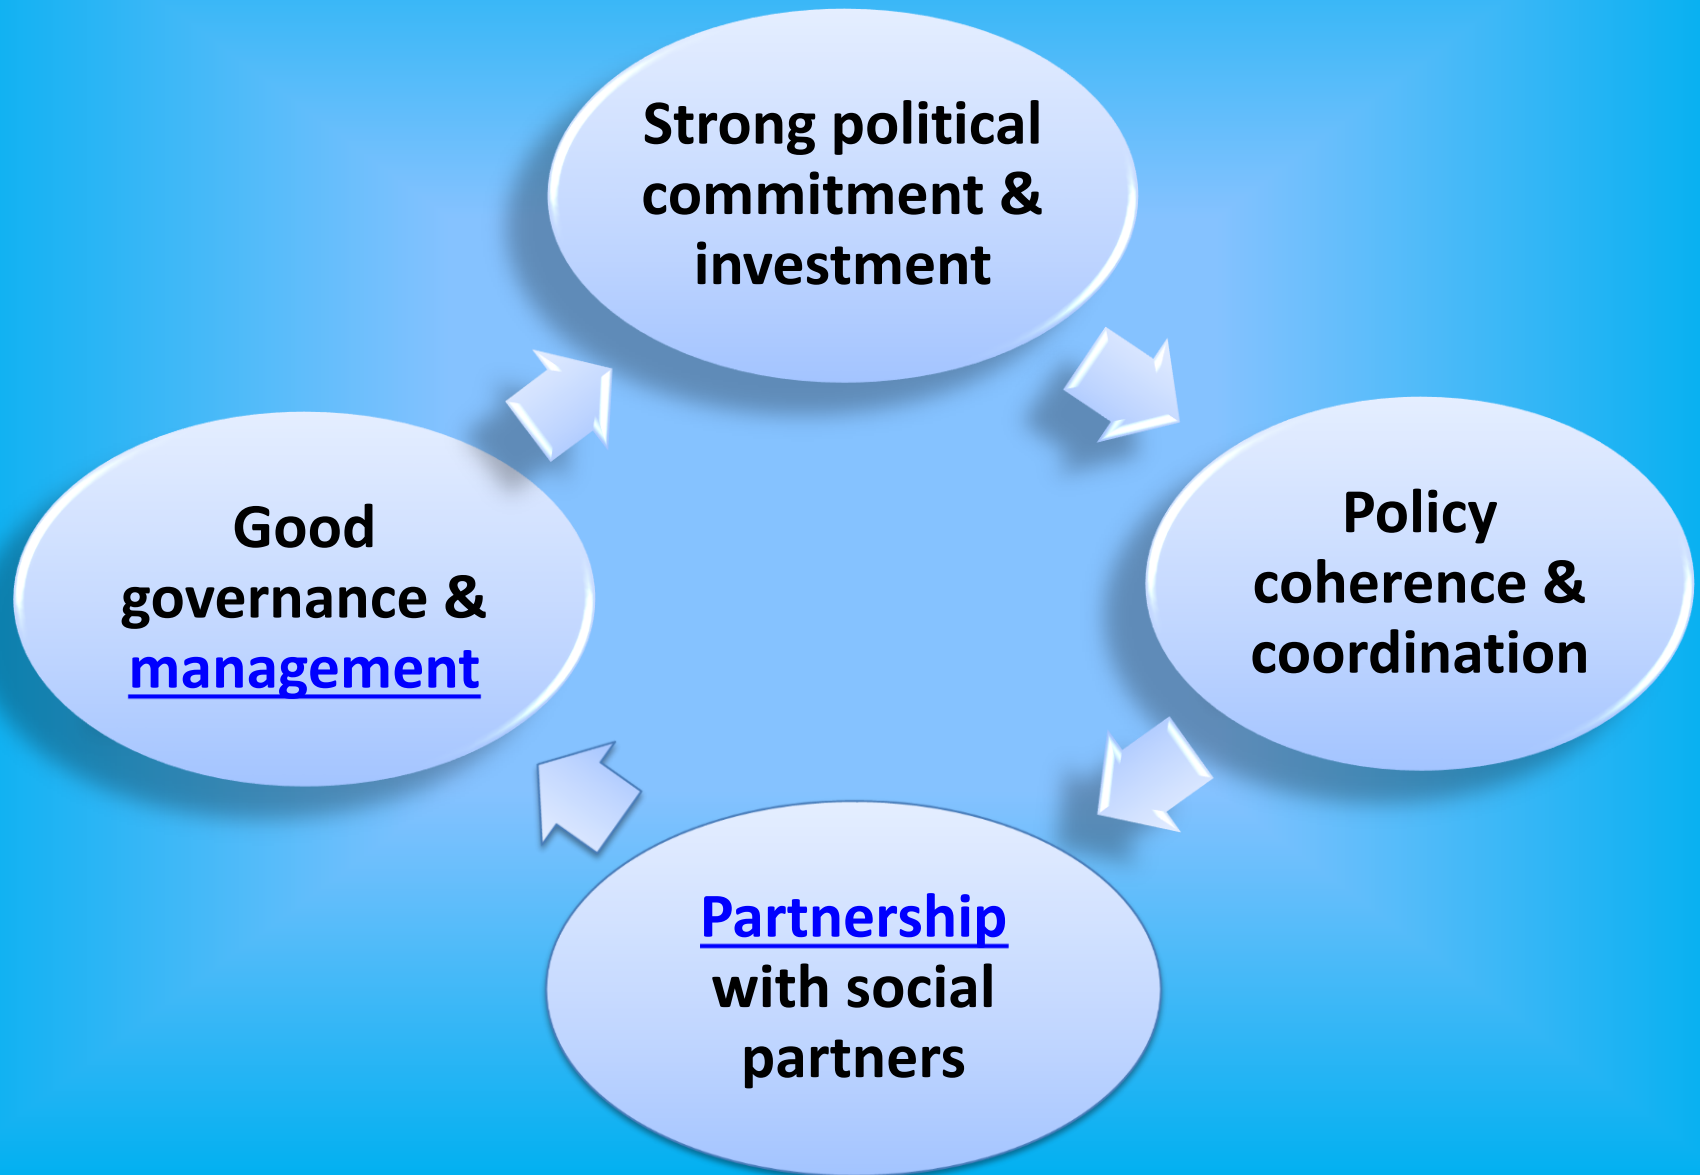 Strong political
commitment &
investment
Policy
coherence &
coordination
Partnership
with social
partners
Good
governance &
management